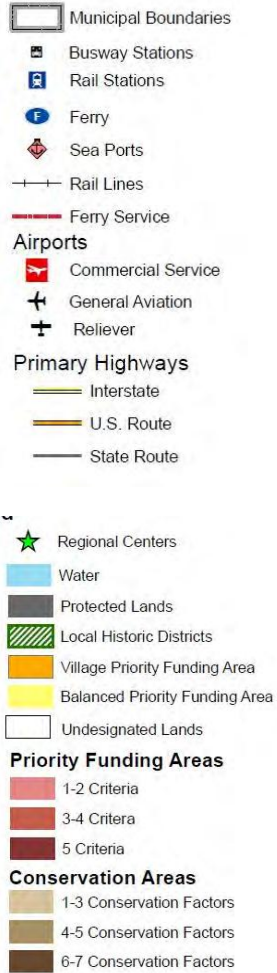 Municipal Boundaries
Busway Stations
Rail Stations
F Ferry
Sea Ports
Rail Lines
Ferry Service
Airports
Commercial Service
General Aviation
Reliever
Primary Highways
Interstate
U.S. Route
State Route
Regional Centers
Water
Protected Lands
Local Historic Districts
Village Priority Funding Area
Balanced Priority Funding Area
Undesignated Lands
Priority Funding Areas
1-2 Criteria
3-4 Critera
5 Criteria
Conservation Areas
1-3 Conservation Factors
4-5 Conservation Factors
6-7 Conservation Factors